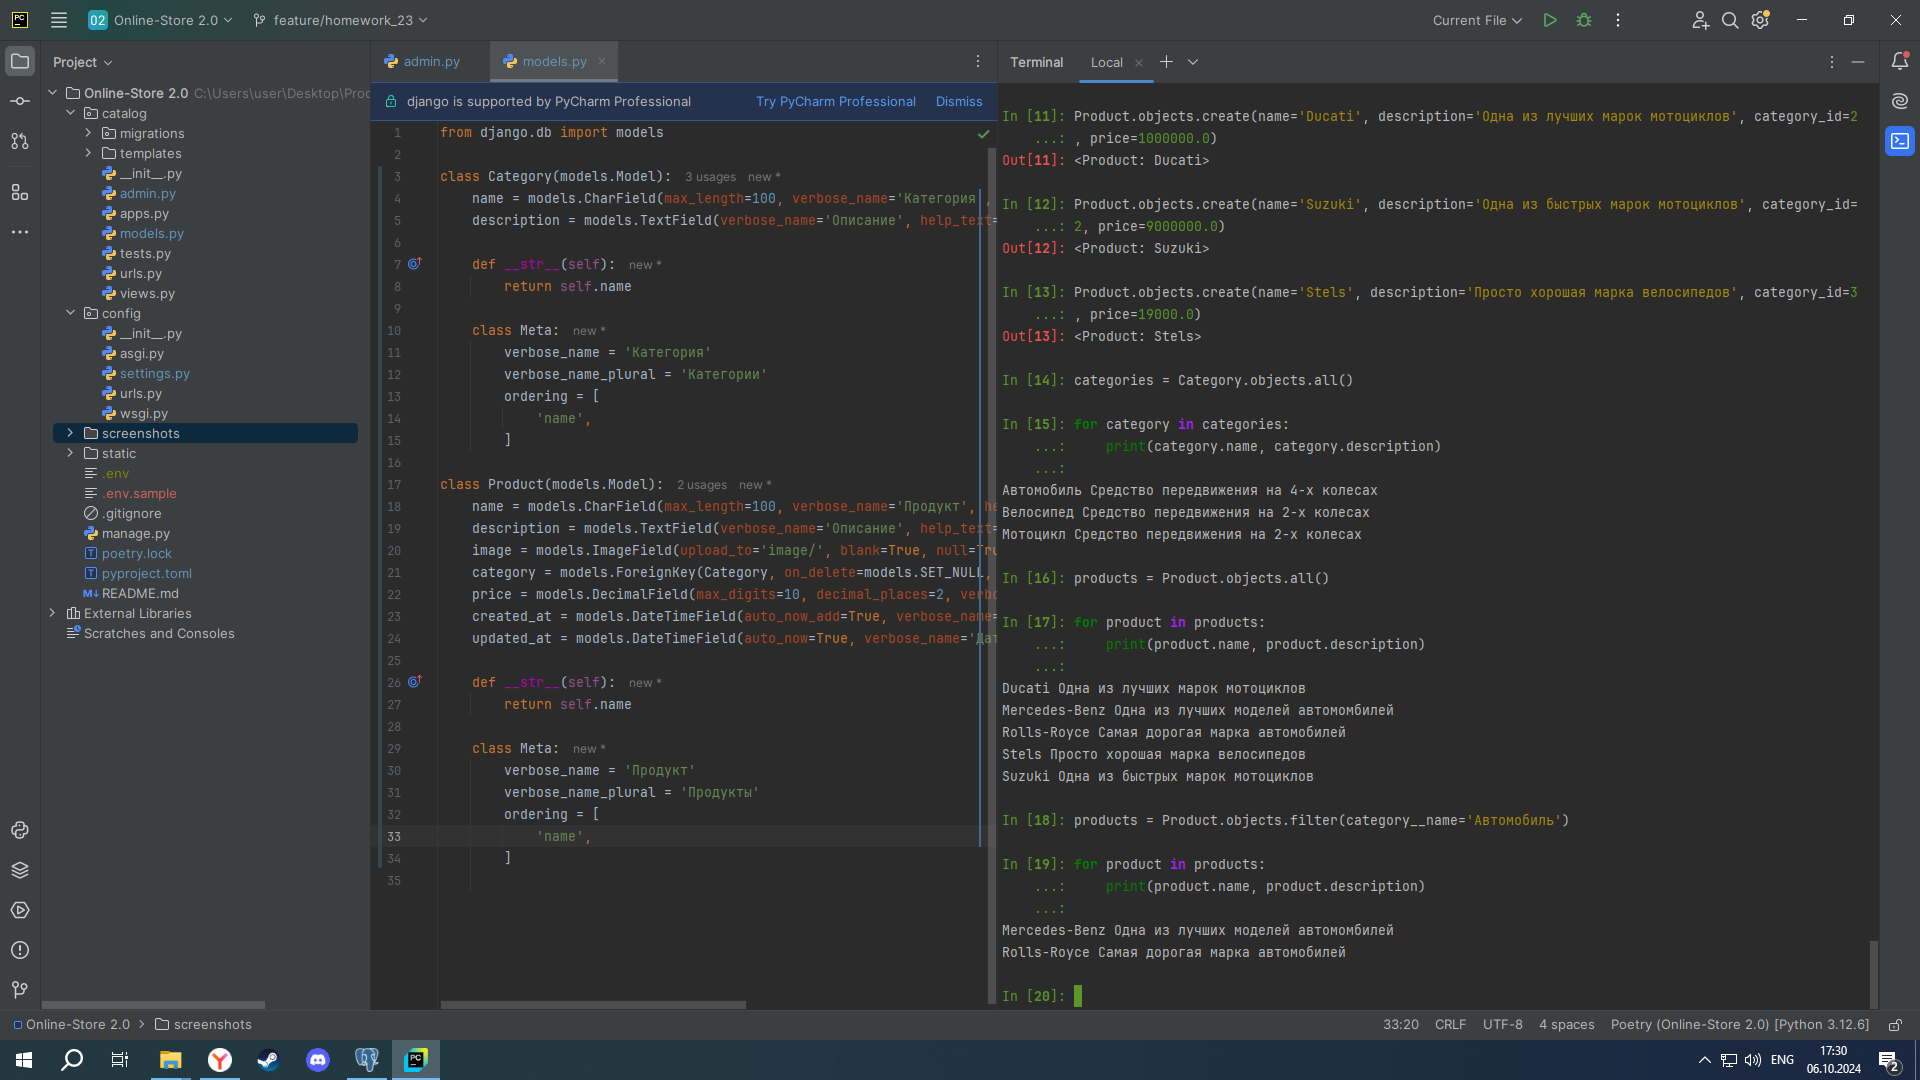 02 Online-Store 2.0 feature/homework_23 Current File
Project
Online-Store 2.0 C:\Users\user\Desktop\Pro
catalog
migrations
templates
__init__.py
admin.py
apps.py
models.py
tests.py
urls.py
views.py
config
__init__.py
asgi.py
settings.py
urls.py
wsgi.py
screenshots
static
.env
.env.sample
.gitignore
manage.py
poetry.lock
pyproject.toml
README.md
External Libraries
Scratches and Consoles
admin.py models.py
django is supported by PyCharm Professional Try PyCharm Professional Dismiss
1 from django.db import models
2
3 class Category(models.Model): 3 usages new *
4 name = models.CharField(max_length=100, verbose_name='Категория',
5 description = models.TextField(verbose_name='Описание', help_text=
6
7 def __str__(self): new *
8 return self.name
9
10 class Meta: new *
11 verbose_name = 'Категория'
12 verbose_name_plural = 'Категории'
13 ordering = [
14 'name',
15 ]
16
17 class Product(models.Model): 2 usages new *
18 name = models.CharField(max_length=100, verbose_name='Продукт', he
19 description = models.TextField(verbose_name='Описание', help_text=
20 image = models.ImageField(upload_to='image/', blank=True, null=Tru
21 category = models.ForeignKey(Category, on_delete=models.SET_NULL,
22 price = models.DecimalField(max_digits=10, decimal_places=2, verbo
23 created_at = models.DateTimeField(auto_now_add=True, verbose_name=
24 updated_at = models.DateTimeField(auto_now=True, verbose_name='Дат
25
26 def __str__(self): new *
27 return self.name
28
29 class Meta: new *
30 verbose_name = 'Продукт'
31 verbose_name_plural = 'Продукты'
32 ordering = [
33 'name',
34 ]
35
Terminal Local
In [11]: Product.objects.create(name='Ducati', description='Одна из лучших марок мотоциклов', category_id=2
...: , price=1000000.0)
Out[11]: <Product: Ducati>
In [12]: Product.objects.create(name='Suzuki', description='Одна из быстрых марок мотоциклов', category_id=
...: 2, price=9000000.0)
Out[12]: <Product: Suzuki>
In [13]: Product.objects.create(name='Stels', description='Просто хорошая марка велосипедов', category_id=3
...: , price=19000.0)
Out[13]: <Product: Stels>
In [14]: categories = Category.objects.all()
In [15]: for category in categories:
...: print(category.name, category.description)
...:
Автомобиль Средство передвижения на 4-х колесах
Велосипед Средство передвижения на 2-х колесах
Мотоцикл Средство передвижения на 2-х колесах
In [16]: products = Product.objects.all()
In [17]: for product in products:
...: print(product.name, product.description)
...:
Ducati Одна из лучших марок мотоциклов
Mercedes-Benz Одна из лучших моделей автомомбилей
Rolls-Royce Самая дорогая марка автомобилей
Stels Просто хорошая марка велосипедов
Suzuki Одна из быстрых марок мотоциклов
In [18]: products = Product.objects.filter(category__name='Автомобиль')
In [19]: for product in products:
...: print(product.name, product.description)
...:
Mercedes-Benz Одна из лучших моделей автомомбилей
Rolls-Royce Самая дорогая марка автомобилей
In [20]:
Online-Store 2.0 > screenshots 33:20 CRLF UTF-8 4 spaces Poetry (Online-Store 2.0) [Python 3.12.6]
ENG 17:30
06.10.2024 2